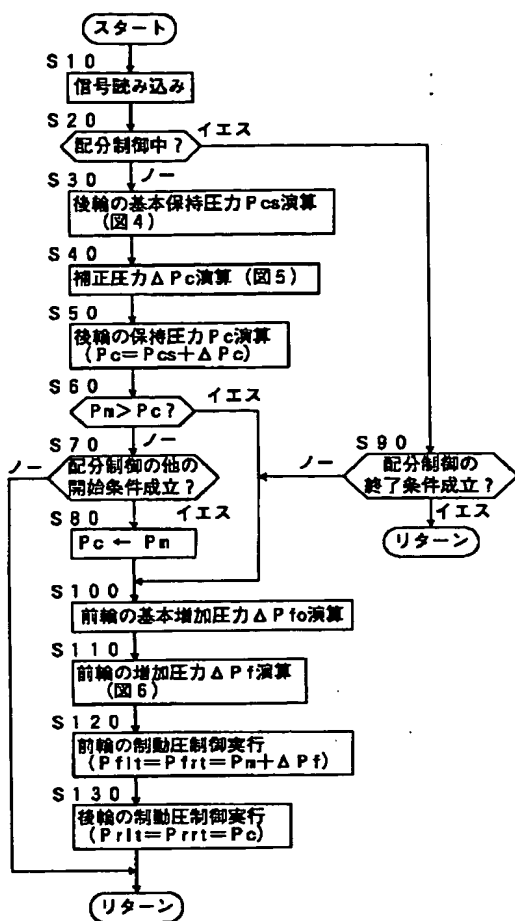 スタート
S10
信号読み込み
S20
イエス
配分制御中？
ノー
S30
後輪の基本保持圧力Pcs演算
（図4）
S40
補正圧力ΔPc演算（図5）
S50
後輪の保持圧力Pc演算
（Pc＝Pcs＋ΔPc）
S60
イエス
Pm＞Pc？
ノー
S70
ノー
配分制御の他の
開始条件成立？
イエス
S80
Pc ← Pm
S90
ノー
配分制御の
終了条件成立？
イエス
リターン
S100
前輪の基本増加圧力ΔPfo演算
S110
前輪の増加圧力ΔPf演算
（図6）
S120
前輪の制動圧制御実行
（Pflt＝Pfrt＝Pm＋ΔPf）
S130
後輪の制動圧制御実行
（Prlt＝Prrt＝Pc）
リターン